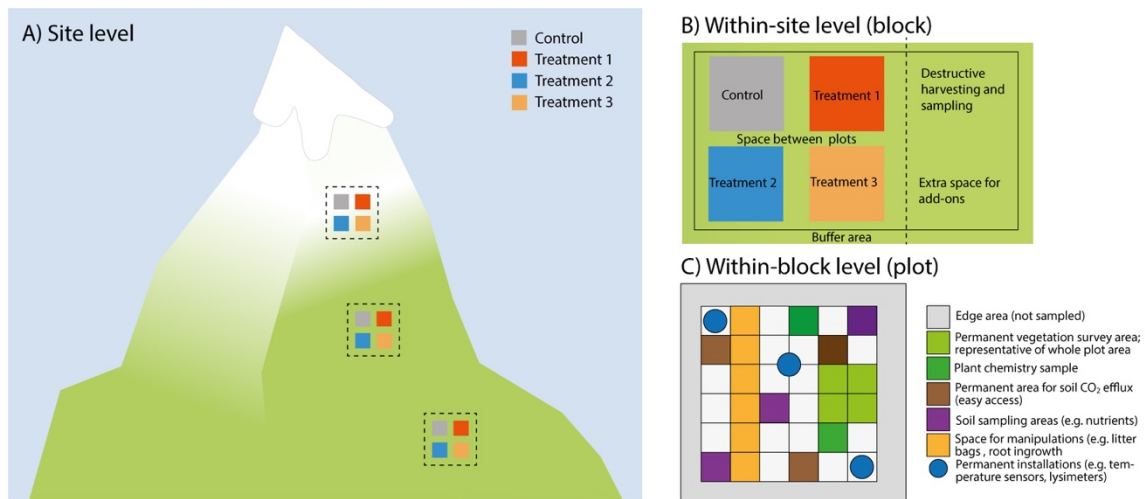 A) Site level
Control
Treatment 1
Treatment 2
Treatment 3
B) Within-site level (block)
Control
Treatment 1
Destructive
harvesting and
sampling
Space between plots
Treatment 2
Treatment 3
Extra space for
add-ons
Buffer area
C) Within-block level (plot)
Edge area (not sampled)
Permanent vegetation survey area;
representative of whole plot area
Plant chemistry sample
Permanent area for soil CO₂ efflux
(easy access)
Soil sampling areas (e.g. nutrients)
Space for manipulations (e.g. litter
bags , root ingrowth
Permanent installations (e.g. tem-
perature sensors, lysimeters)